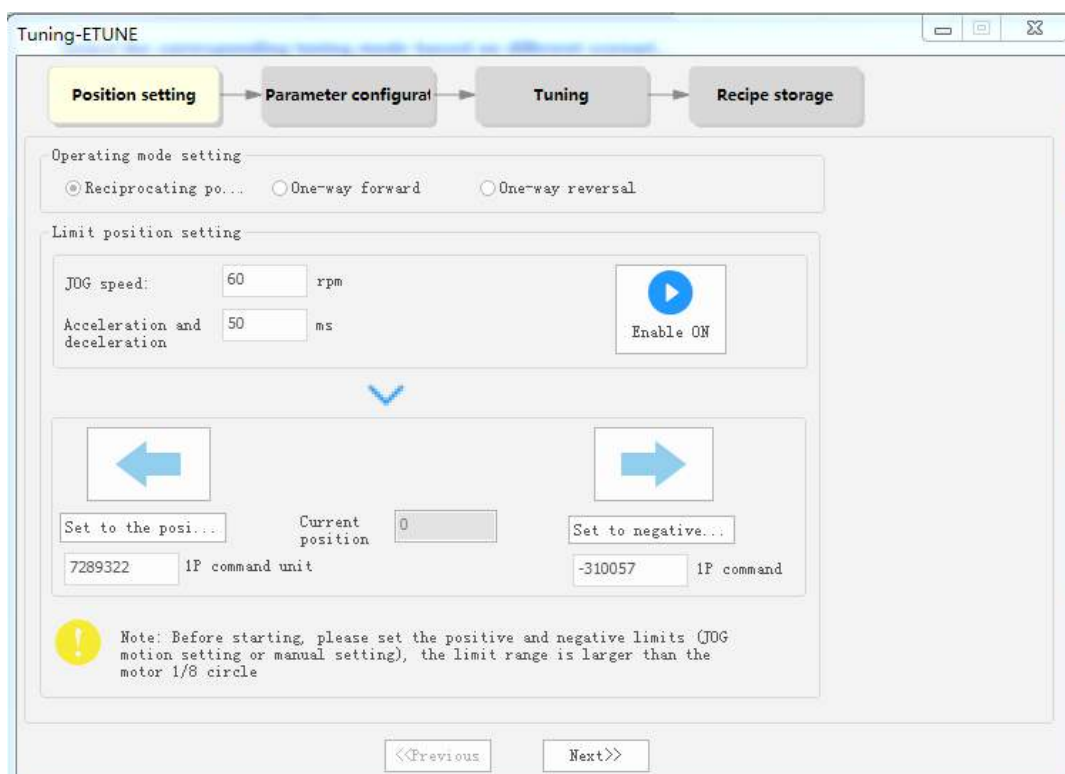 Tuning-ETUNE
Position setting
Parameter configurat
Tuning
Recipe storage
Operating mode setting
Reciprocating po...
One-way forward
One-way reversal
Limit position setting
JOG speed:
60
rpm
Acceleration and
deceleration
50
ms
Enable ON
Set to the posi...
Current
position
0
Set to negative...
7289322
1P command unit
-310057
1P command
Note: Before starting, please set the positive and negative limits (JOG
motion setting or manual setting), the limit range is larger than the
motor 1/8 circle
<<Previous
Next>>